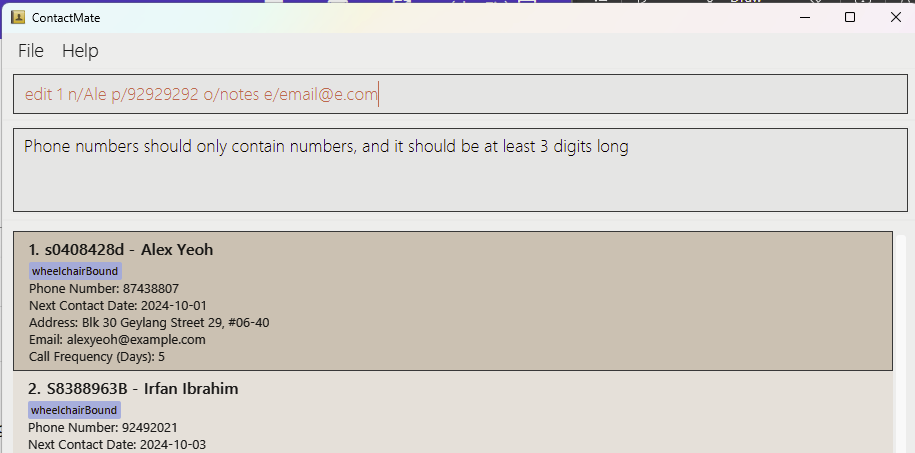 ContactMate
File Help
edit 1 n/Ale p/92929292 o/notes e/email@e.com
Phone numbers should only contain numbers, and it should be at least 3 digits long
1. s0408428d - Alex Yeoh
wheelchairBound
Phone Number: 87438807
Next Contact Date: 2024-10-01
Address: Blk 30 Geylang Street 29, #06-40
Email: alexyeoh@example.com
Call Frequency (Days): 5
2. S8388963B - Irfan Ibrahim
wheelchairBound
Phone Number: 92492021
Next Contact Date: 2024-10-03